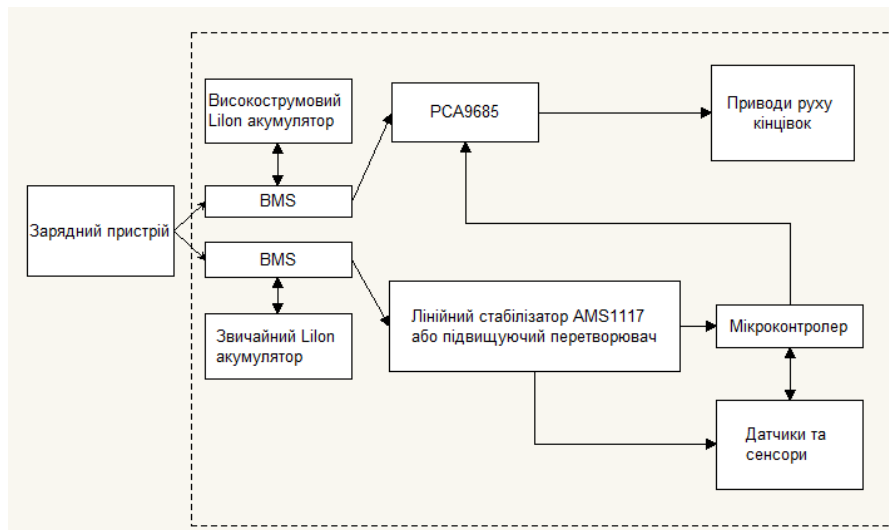 Високострумовий
LiIon акумулятор
PCA9685
Приводи руху
кінцівок
BMS
Зарядний пристрій
BMS
Звичайний LiIon
акумулятор
Лінійний стабілізатор AMS1117
або підвищуючий перетворювач
Мікроконтролер
Датчики та
сенсори